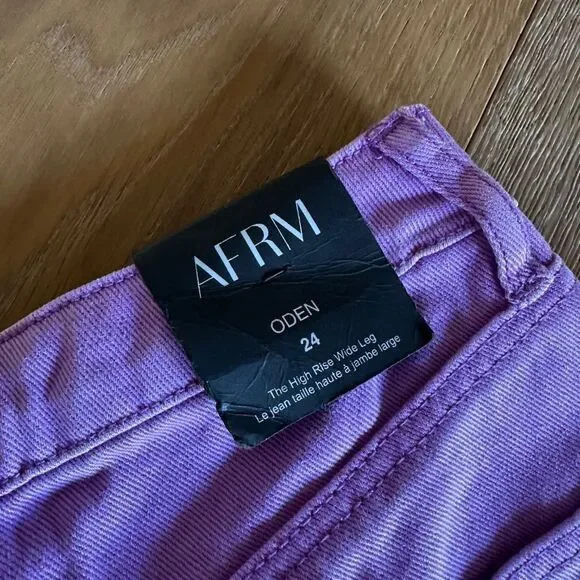 AFRM
ODEN
24
The High Rise Wide Leg
Le jean taille haute à jambe large